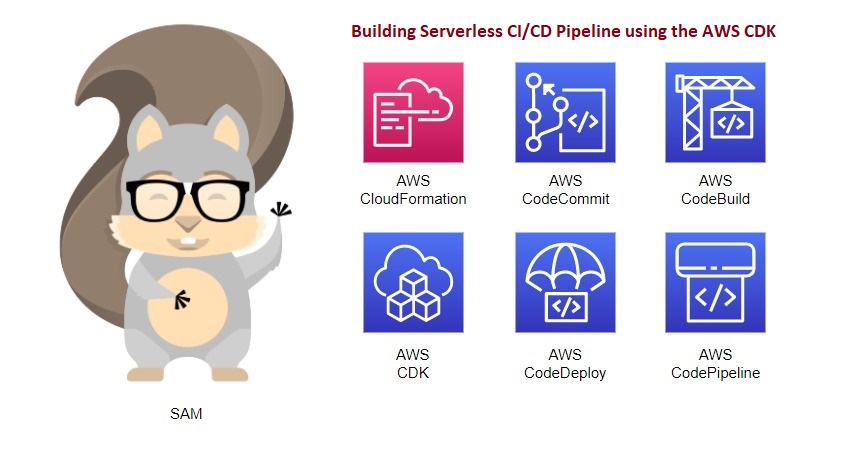 Building Serverless CI/CD Pipeline using the AWS CDK
AWS
CloudFormation
AWS
CodeCommit
AWS
CodeBuild
AWS
CDK
AWS
CodeDeploy
AWS
CodePipeline
SAM